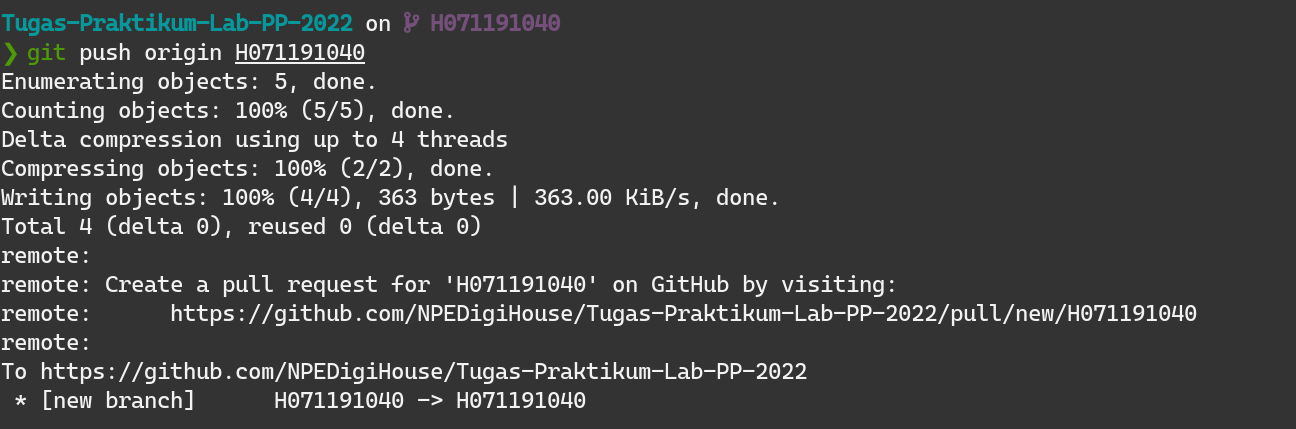 Tugas-Praktikum-Lab-PP-2022 on H071191040
❯ git push origin H071191040
Enumerating objects: 5, done.
Counting objects: 100% (5/5), done.
Delta compression using up to 4 threads
Compressing objects: 100% (2/2), done.
Writing objects: 100% (4/4), 363 bytes | 363.00 KiB/s, done.
Total 4 (delta 0), reused 0 (delta 0)
remote:
remote: Create a pull request for 'H071191040' on GitHub by visiting:
remote:      https://github.com/NPEDigiHouse/Tugas-Praktikum-Lab-PP-2022/pull/new/H071191040
remote:
To https://github.com/NPEDigiHouse/Tugas-Praktikum-Lab-PP-2022
 * [new branch]      H071191040 -> H071191040